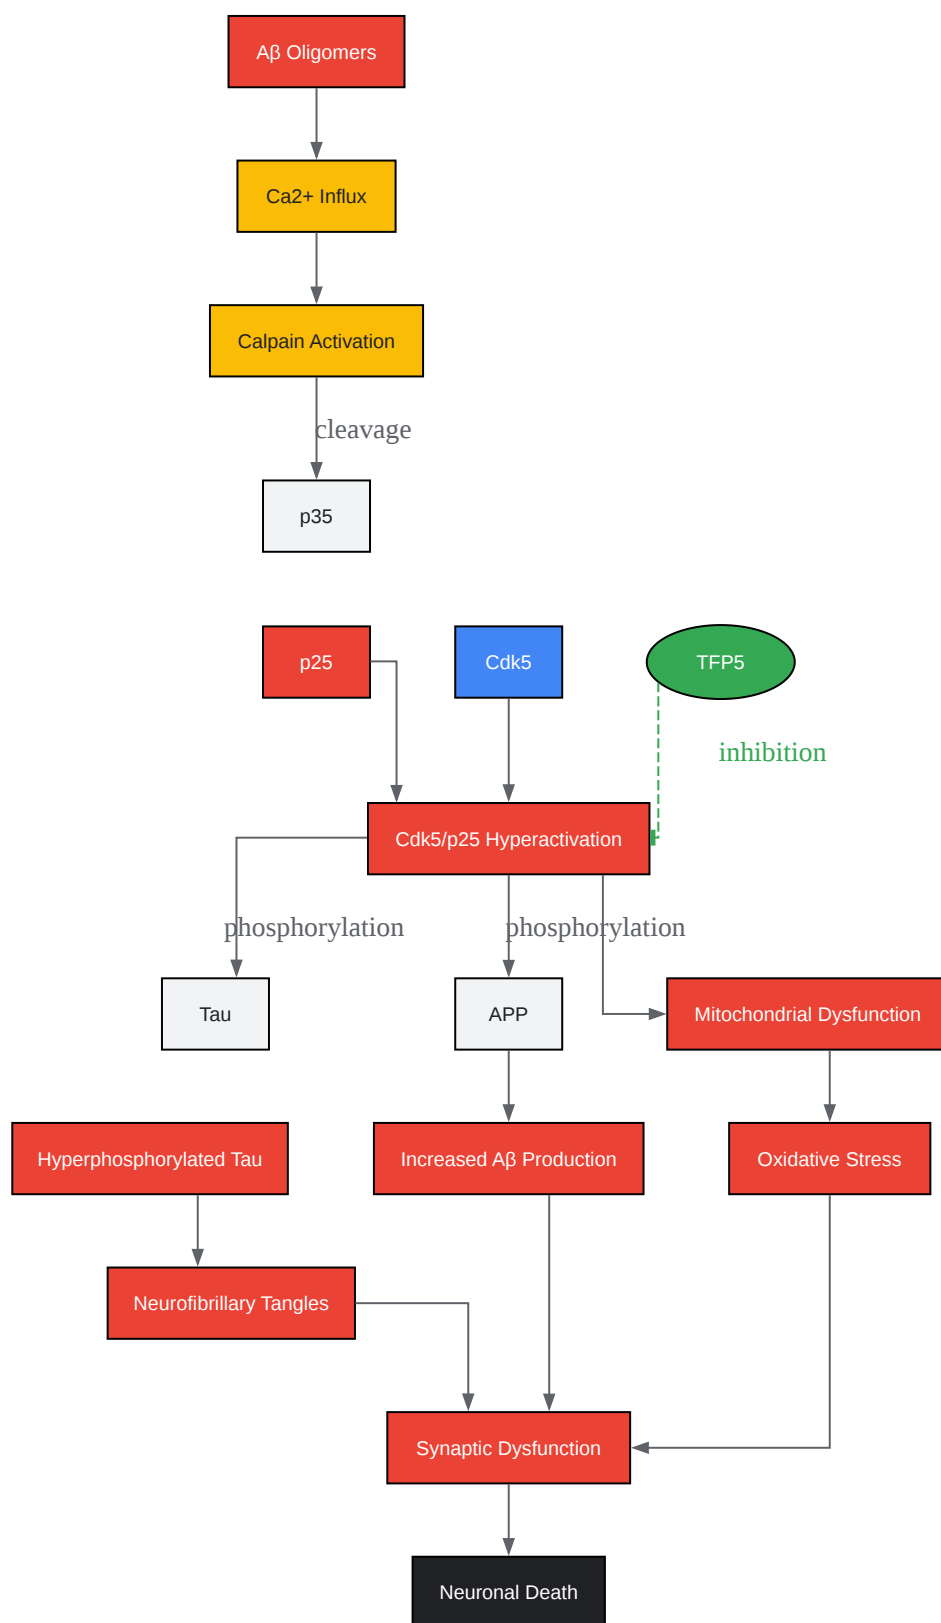 Aβ Oligomers
Ca2+ Influx
Calpain Activation
cleavage
p35
p25
Cdk5
TFP5
inhibition
Cdk5/p25 Hyperactivation
phosphorylation
phosphorylation
Tau
APP
Mitochondrial Dysfunction
Hyperphosphorylated Tau
Increased Aβ Production
Oxidative Stress
Neurofibrillary Tangles
Synaptic Dysfunction
Neuronal Death